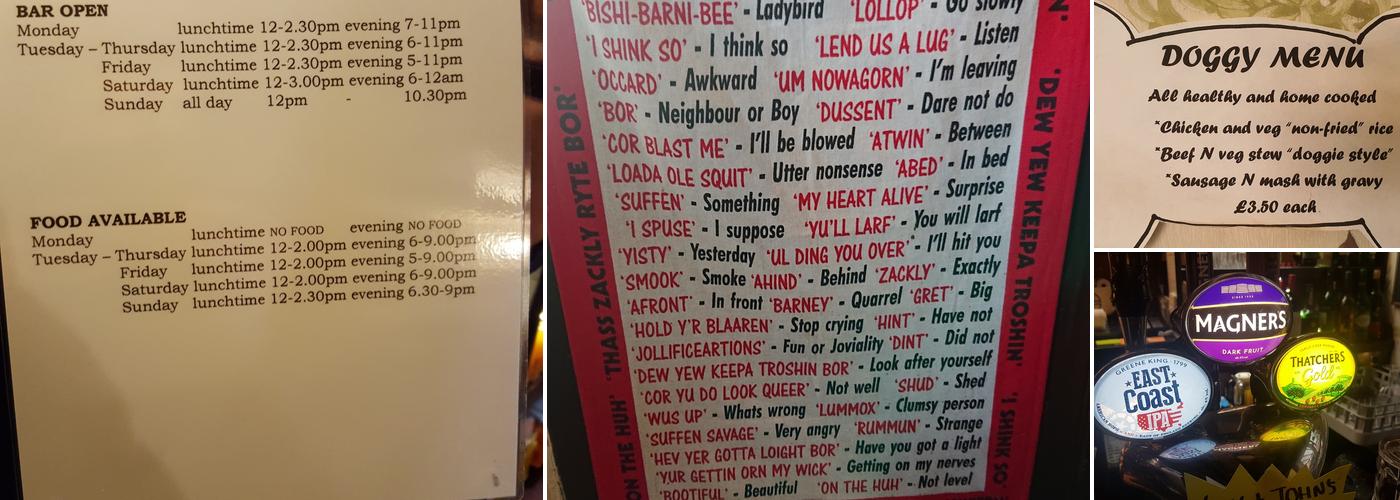 BAR OPEN
Monday lunchtime 12-2.30pm evening 7-11pm
Tuesday – Thursday lunchtime 12-2.30pm evening 6-11pm
Friday lunchtime 12-2.30pm evening 5-11pm
Saturday lunchtime 12-3.00pm evening 6-12am
Sunday all day 12pm - 10.30pm
FOOD AVAILABLE
Monday lunchtime NO FOOD evening NO FOOD
Tuesday – Thursday lunchtime 12-2.00pm evening 6-9.00pm
Friday lunchtime 12-2.00pm evening 5-9.00pm
Saturday lunchtime 12-2.00pm evening 6-9.00pm
Sunday lunchtime 12-2.30pm evening 6.30-9pm
'BISHI-BARNI-BEE' - Ladybird 'LOLLOP' - Go slowly
'I SHINK SO' - I think so 'LEND US A LUG' - Listen
'OCCARD' - Awkward 'UM NOWAGORN' - I'm leaving
'BOR' - Neighbour or Boy 'DUSSENT' - Dare not do
'COR BLAST ME' - I'll be blowed 'ATWIN' - Between
'LOADA OLE SQUIT' - Utter nonsense 'ABED' - In bed
'SUFFEN' - Something 'MY HEART ALIVE' - Surprise
'I SPUSE' - I suppose 'YU'LL LARF' - You will larf
'YISTY' - Yesterday 'UL DING YOU OVER' - I'll hit you
'SMOOK' - Smoke 'AHIND' - Behind 'ZACKLY' - Exactly
'AFRONT' - In front 'BARNEY' - Quarrel 'GRET' - Big
'HOLD Y'R BLAAREN' - Stop crying 'HINT' - Have not
'JOLLIFICEARTIONS' - Fun or Joviality 'DINT' - Did not
'DEW YEW KEEPA TROSHIN BOR' - Look after yourself
'COR YU DO LOOK QUEER' - Not well 'SHUD' - Shed
'WUS UP' - Whats wrong 'LUMMOX' - Clumsy person
'SUFFEN SAVAGE' - Very angry 'RUMMUN' - Strange
'HEV YER GOTTA LOIGHT BOR' - Have you got a light
'YUR GETTIN ORN MY WICK' - Getting on my nerves
'BOOTIFUL' - Beautiful 'ON THE HUH' - Not level
ON THE HUH' 'THASS ZACKLY RYTE BOR'
N' 'DEW YEW KEEPA TROSHIN' 'I SHINK SO'
DOGGY MENU
All healthy and home cooked
*Chicken and veg "non-fried" rice
*Beef N veg stew "doggie style"
*Sausage N mash with gravy
£3.50 each
MAGNERS
DARK FRUIT
GREENE KING · 1799
EAST
Coast
IPA
THATCHERS
Gold
JOHN'S